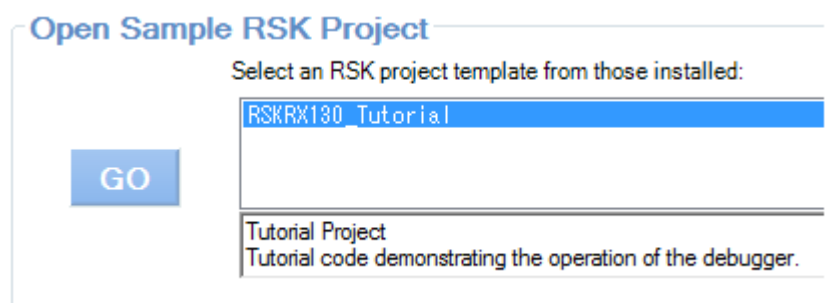 Open Sample RSK Project
Select an RSK project template from those installed:
RSKRX130_Tutorial
GO
Tutorial Project
Tutorial code demonstrating the operation of the debugger.